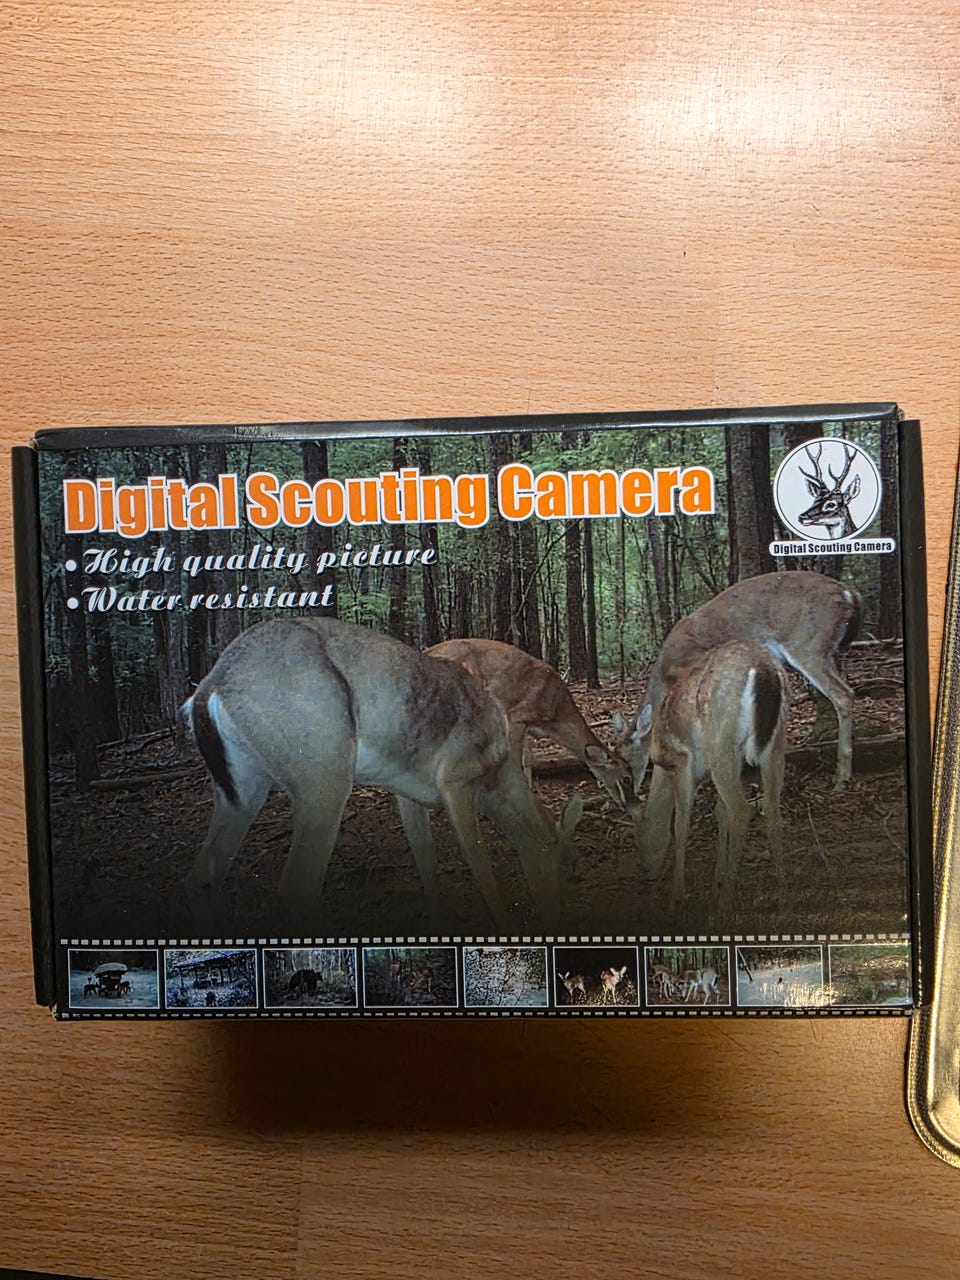 Digital Scouting Camera
• High quality picture
• Water resistant
Digital Scouting Camera